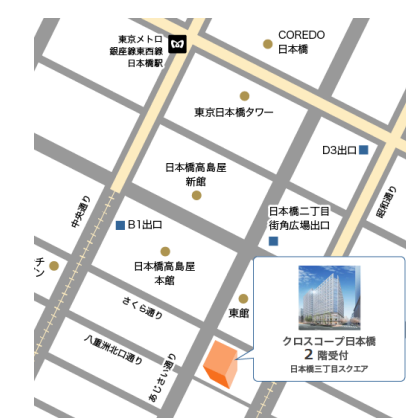 東京メトロ
銀座線東西線
日本橋駅
COREDO
日本橋
東京日本橋タワー
D3出口
日本橋高島屋
新館
中央通り
昭和通り
B1出口
日本橋二丁目
街角広場出口
日本橋高島屋
本館
チ
ン
さくら通り
東館
八重洲北口通り
あじさい通り
クロスコープ日本橋
2 階受付
日本橋三丁目スクエア